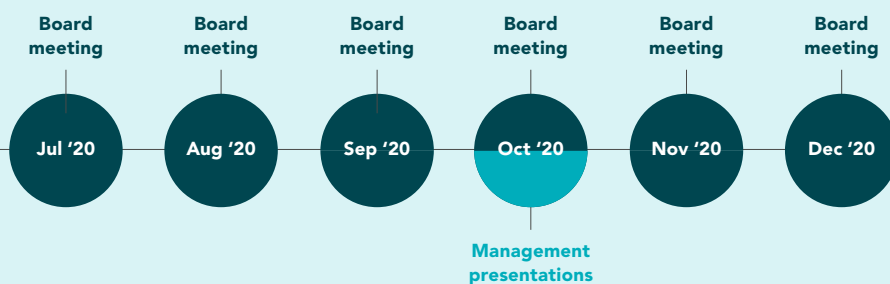 Board
meeting
Board
meeting
Board
meeting
Board
meeting
Board
meeting
Board
meeting
Jul ‘20
Aug ‘20
Sep ‘20
Oct ‘20
Nov ‘20
Dec ‘20
Management
presentations